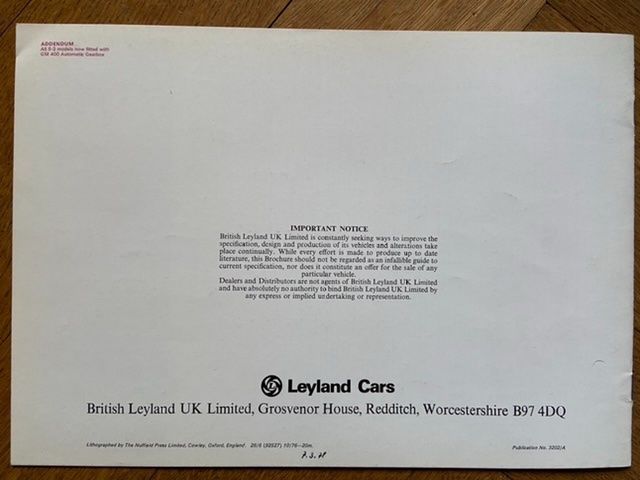 ADDENDUM
All 5·3 models now fitted with
GM 400 Automatic Gearbox
IMPORTANT NOTICE
British Leyland UK Limited is constantly seeking ways to improve the
specification, design and production of its vehicles and alterations take
place continually. While every effort is made to produce up to date
literature, this Brochure should not be regarded as an infallible guide to
current specification, nor does it constitute an offer for the sale of any
particular vehicle.
Dealers and Distributors are not agents of British Leyland UK Limited
and have absolutely no authority to bind British Leyland UK Limited by
any express or implied undertaking or representation.
Leyland Cars
British Leyland UK Limited, Grosvenor House, Redditch, Worcestershire B97 4DQ
Lithographed by The Nuffield Press Limited, Cowley, Oxford, England. 26/6 (92527) 10/76—20m.
Publication No. 3202/A